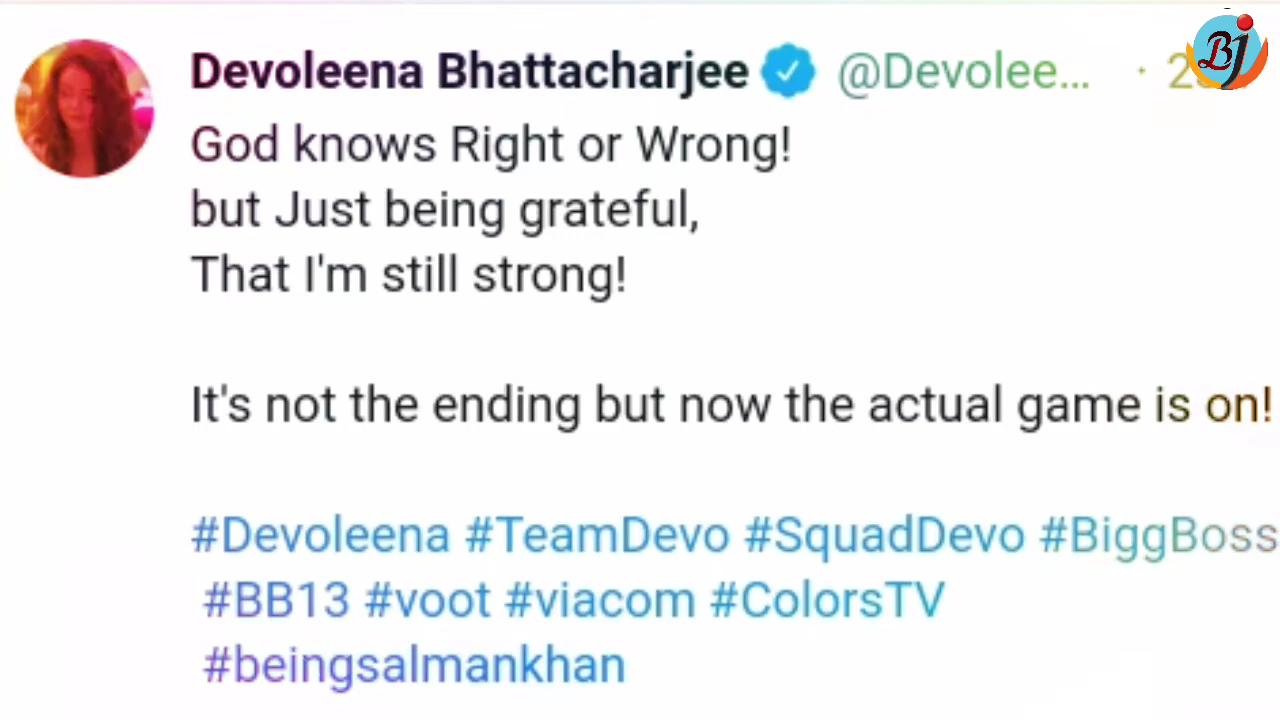 Devoleena Bhattacharjee @Devolee... ·
God knows Right or Wrong!
but Just being grateful,
That I'm still strong!
It's not the ending but now the actual game is on!
#Devoleena #TeamDevo #SquadDevo #BiggBoss
#BB13 #voot #viacom #ColorsTV
#beingsalmankhan
Bj